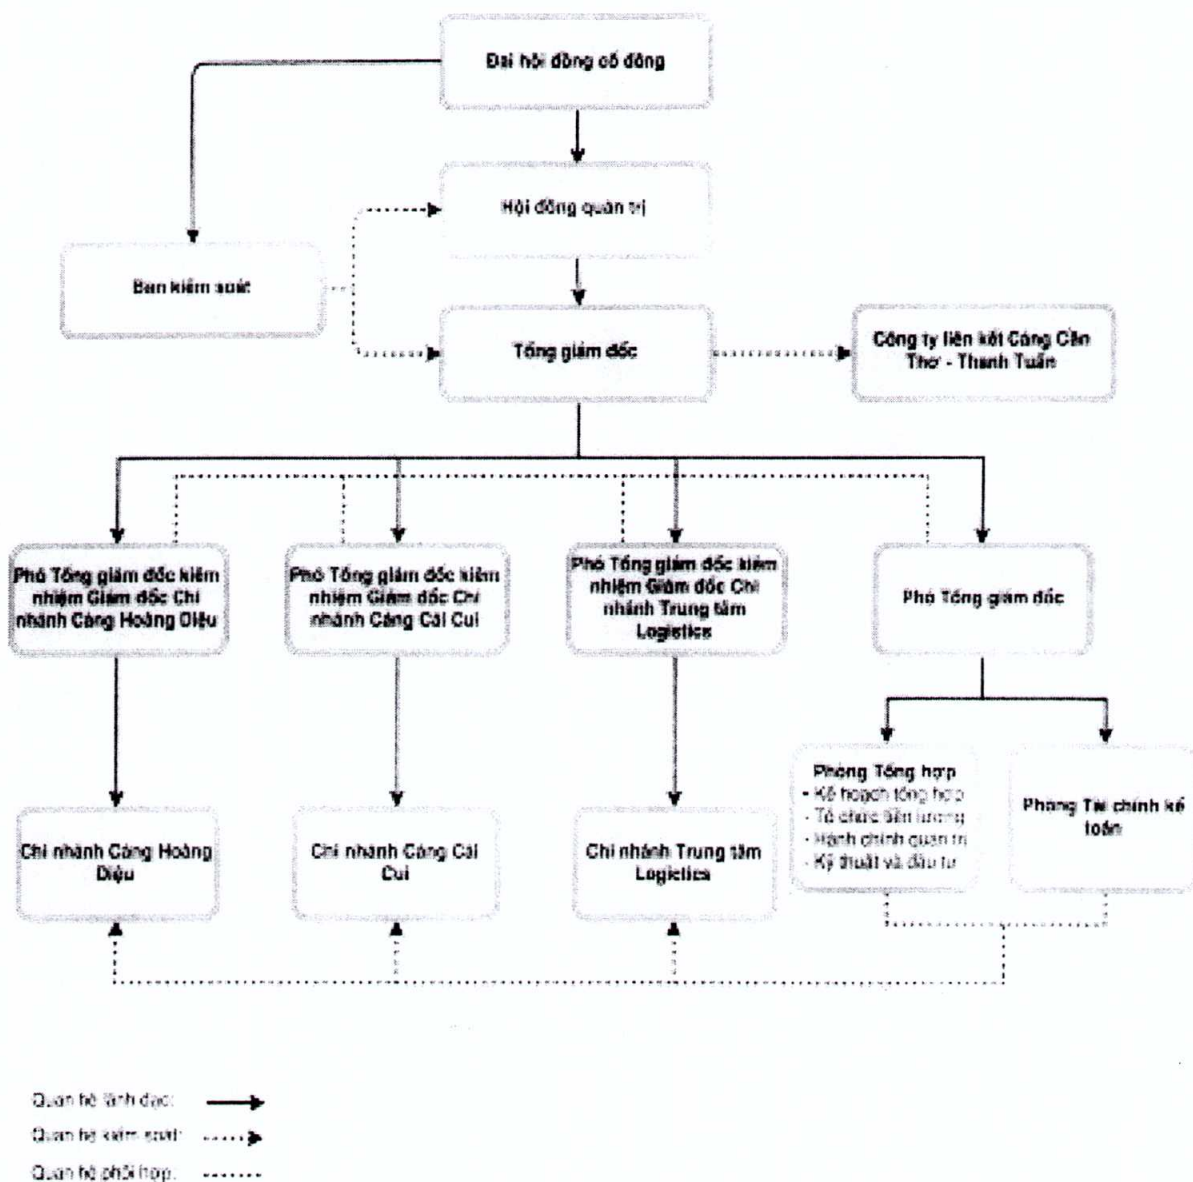 Đại hội đồng cổ đông
Hội đồng quản trị
Ban kiểm soát
Tổng giám đốc
Công ty liên kết Cảng Cần
Thơ - Thanh Tuấn
Phó Tổng giám đốc kiêm
nhiệm Giám đốc Chi
nhánh Cảng Hoàng Diệu
Phó Tổng giám đốc kiêm
nhiệm Giám đốc Chi
nhánh Cảng Cái Cui
Phó Tổng giám đốc kiêm
nhiệm Giám đốc Chi
nhánh Trung tâm
Logistics
Phó Tổng giám đốc
Chi nhánh Cảng Hoàng
Diệu
Chi nhánh Cảng Cái
Cui
Chi nhánh Trung tâm
Logistics
Phòng Tổng hợp
- Kế hoạch tổng hợp
- Tổ chức tiền lương
- Hành chính quản trị
- Kỹ thuật và đầu tư
Phòng Tài chính kế
toán
Quan hệ lãnh đạo:
Quan hệ kiểm soát:
Quan hệ phối hợp: